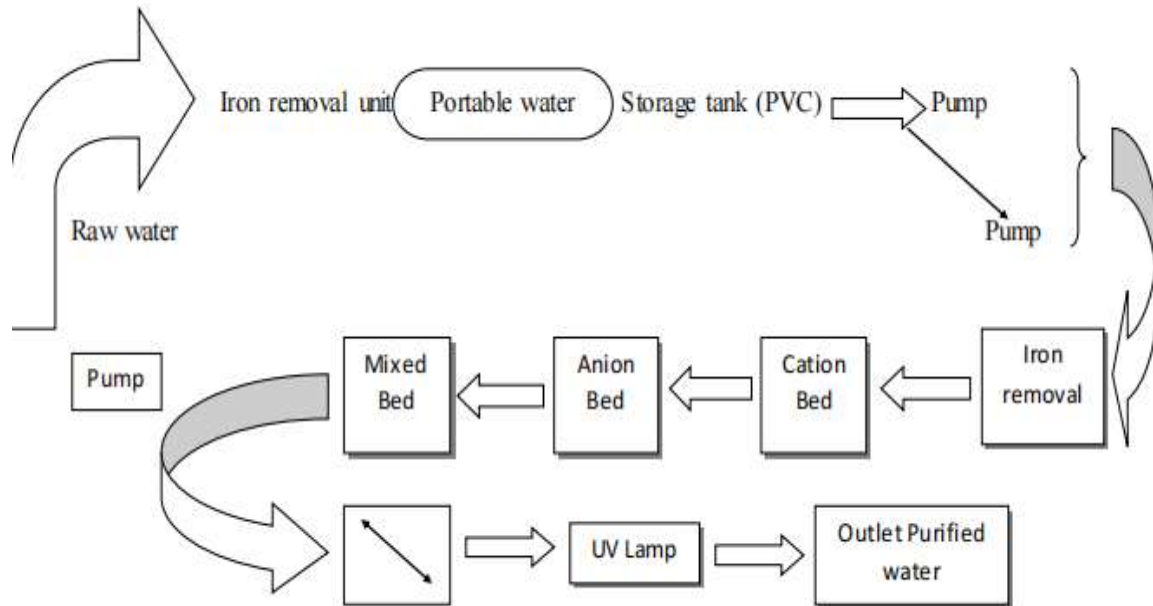 Iron removal unit Portable water Storage tank (PVC) Pump
Raw water
Pump
Pump
Mixed
Bed
Anion
Bed
Cation
Bed
Iron
removal
UV Lamp
Outlet Purified
water